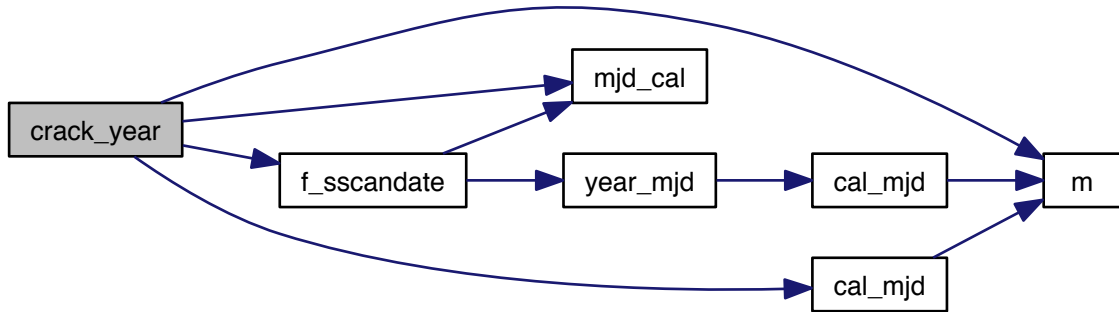 crack_year
mjd_cal
f_sscandate
year_mjd
cal_mjd
m
cal_mjd